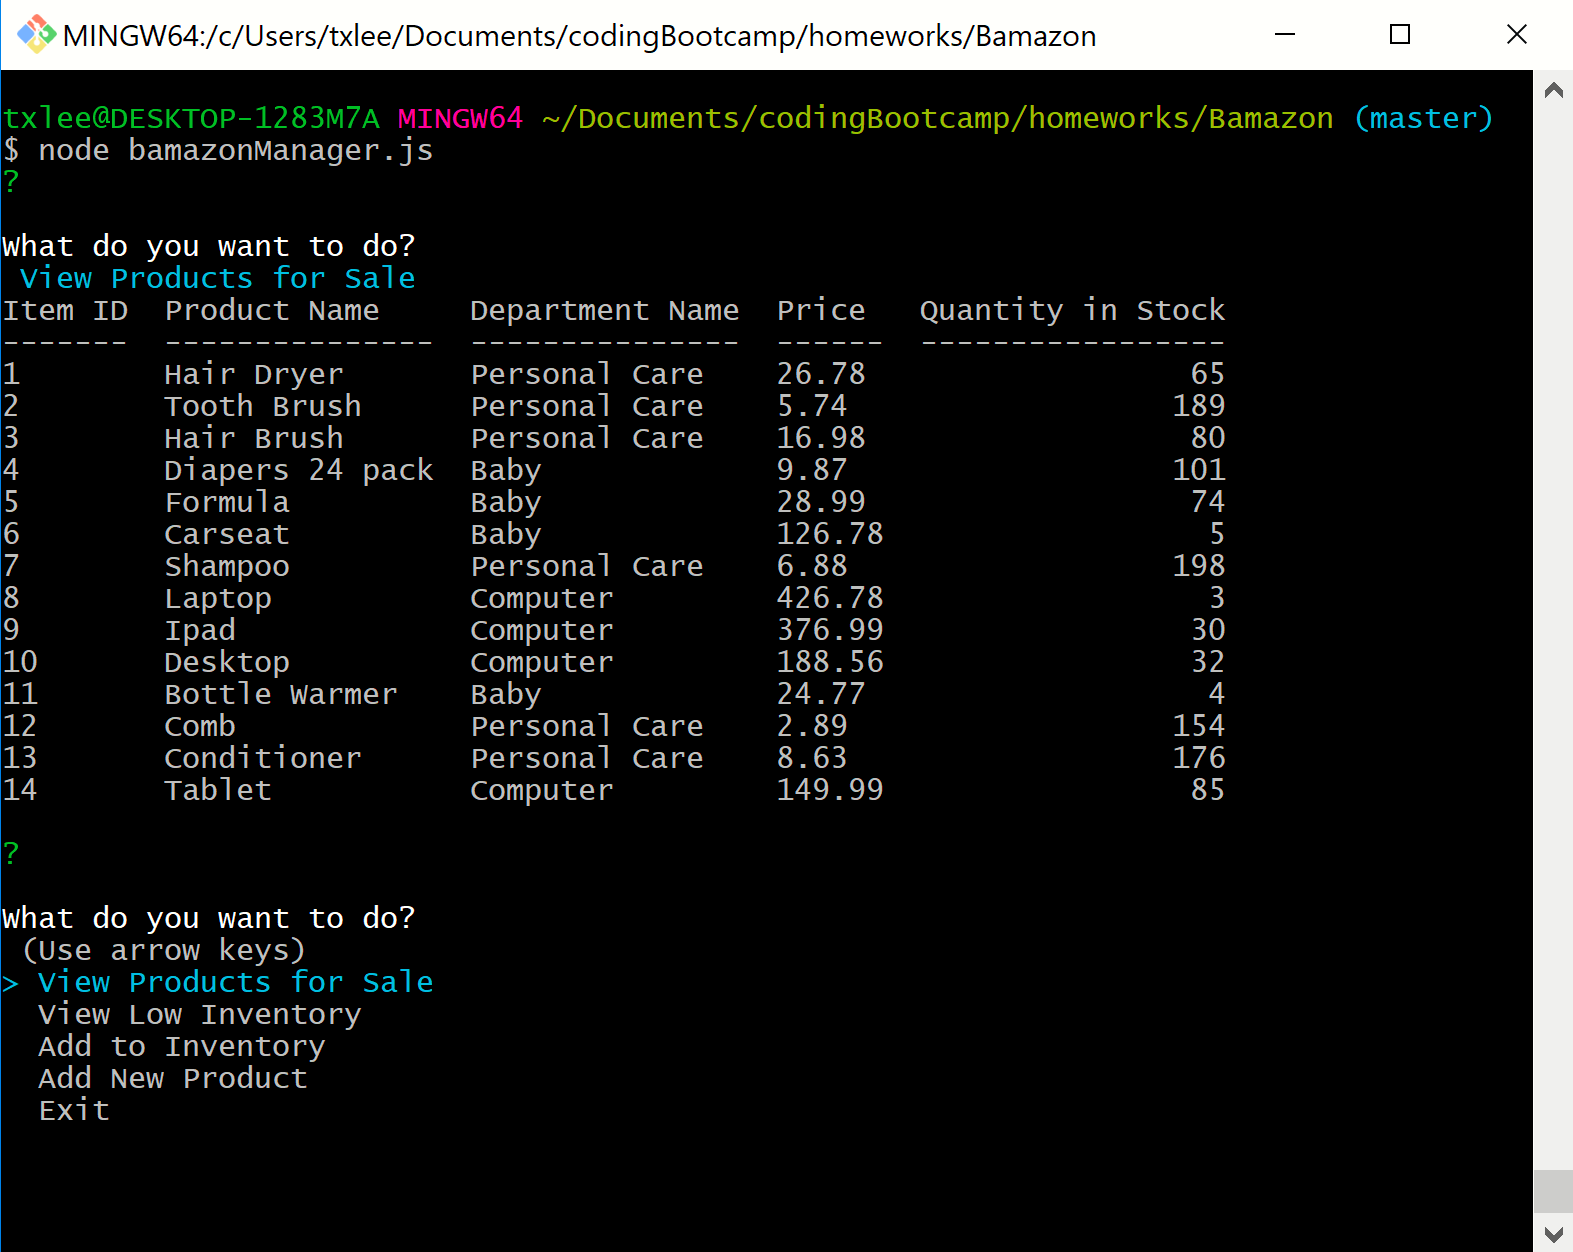 MINGW64:/c/Users/txlee/Documents/codingBootcamp/homeworks/Bamazon
txlee@DESKTOP-1283M7A MINGW64 ~/Documents/codingBootcamp/homeworks/Bamazon (master)
$ node bamazonManager.js
?
What do you want to do?
View Products for Sale
Item ID  Product Name     Department Name  Price   Quantity in Stock
-------  ---------------  ---------------  ------  -----------------
1        Hair Dryer       Personal Care    26.78                  65
2        Tooth Brush      Personal Care    5.74                  189
3        Hair Brush       Personal Care    16.98                  80
4        Diapers 24 pack  Baby             9.87                  101
5        Formula          Baby             28.99                  74
6        Carseat          Baby             126.78                  5
7        Shampoo          Personal Care    6.88                  198
8        Laptop           Computer         426.78                  3
9        Ipad             Computer         376.99                 30
10       Desktop          Computer         188.56                 32
11       Bottle Warmer    Baby             24.77                   4
12       Comb             Personal Care    2.89                  154
13       Conditioner      Personal Care    8.63                  176
14       Tablet           Computer         149.99                 85
?
What do you want to do?
(Use arrow keys)
> View Products for Sale
View Low Inventory
Add to Inventory
Add New Product
Exit